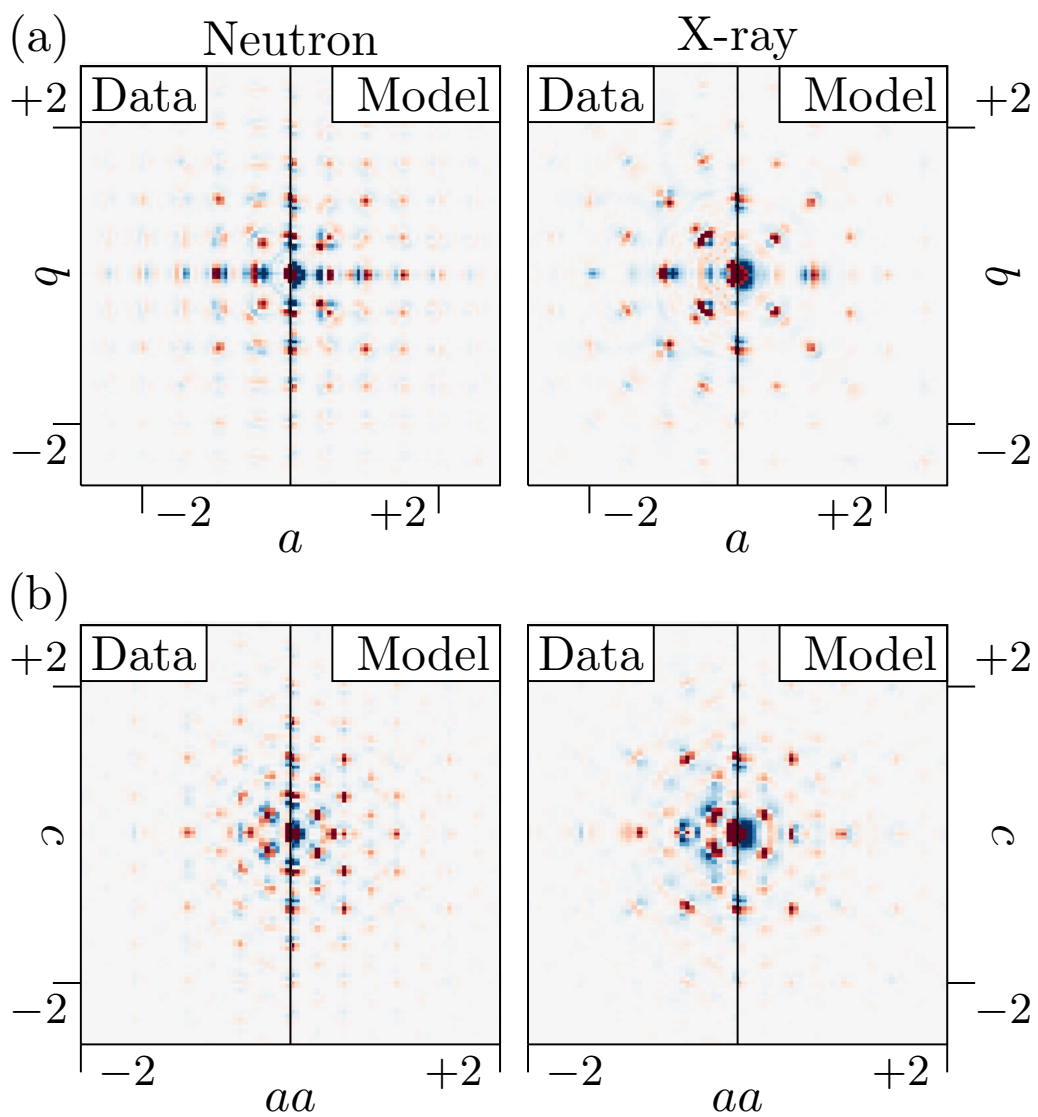 (a) Neutron X-ray
Data Model Data Model
+2 +2
b b
−2 −2
−2 +2 −2 +2
a a
(b)
Data Model Data Model
+2 +2
c c
−2 −2
−2 +2 −2 +2
aa aa